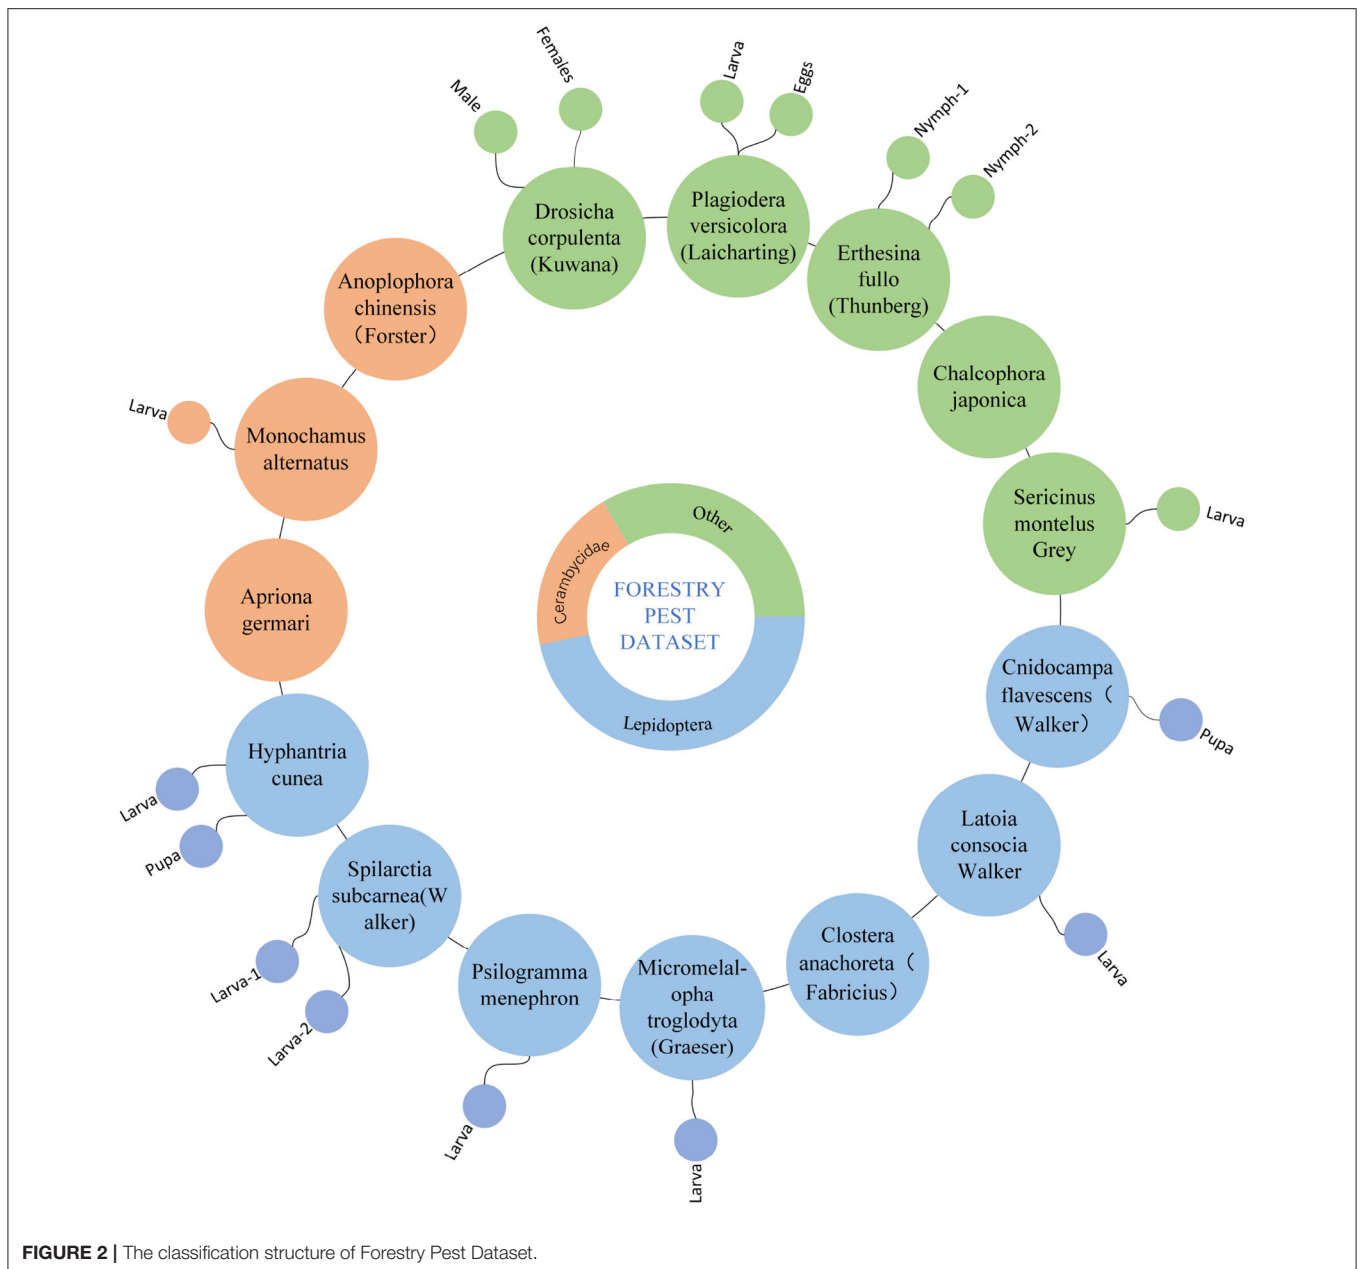 Females
Male
Larva
Eggs
Nymph-1
Nymph-2
Drosicha
corpulenta
(Kuwana)
Plagiodera
versicolora
(Laicharting)
Erthesina
fullo
(Thunberg)
Anoplophora
chinensis
（Forster）
Chalcophora
japonica
Larva
Monochamus
alternatus
Sericinus
montelus
Grey
Larva
Other
Cerambycidae
FORESTRY
PEST
DATASET
Lepidoptera
Apriona
germari
Cnidocampa
flavescens（
Walker）
Pupa
Hyphantria
cunea
Larva
Pupa
Latoia
consocia
Walker
Larva
Spilarctia
subcarnea(W
alker)
Larva-1
Larva-2
Clostera
anachoreta（
Fabricius）
Psilogramma
menephron
Larva
Micromelal-
opha
troglodyta
(Graeser)
Larva
FIGURE 2 | The classification structure of Forestry Pest Dataset.